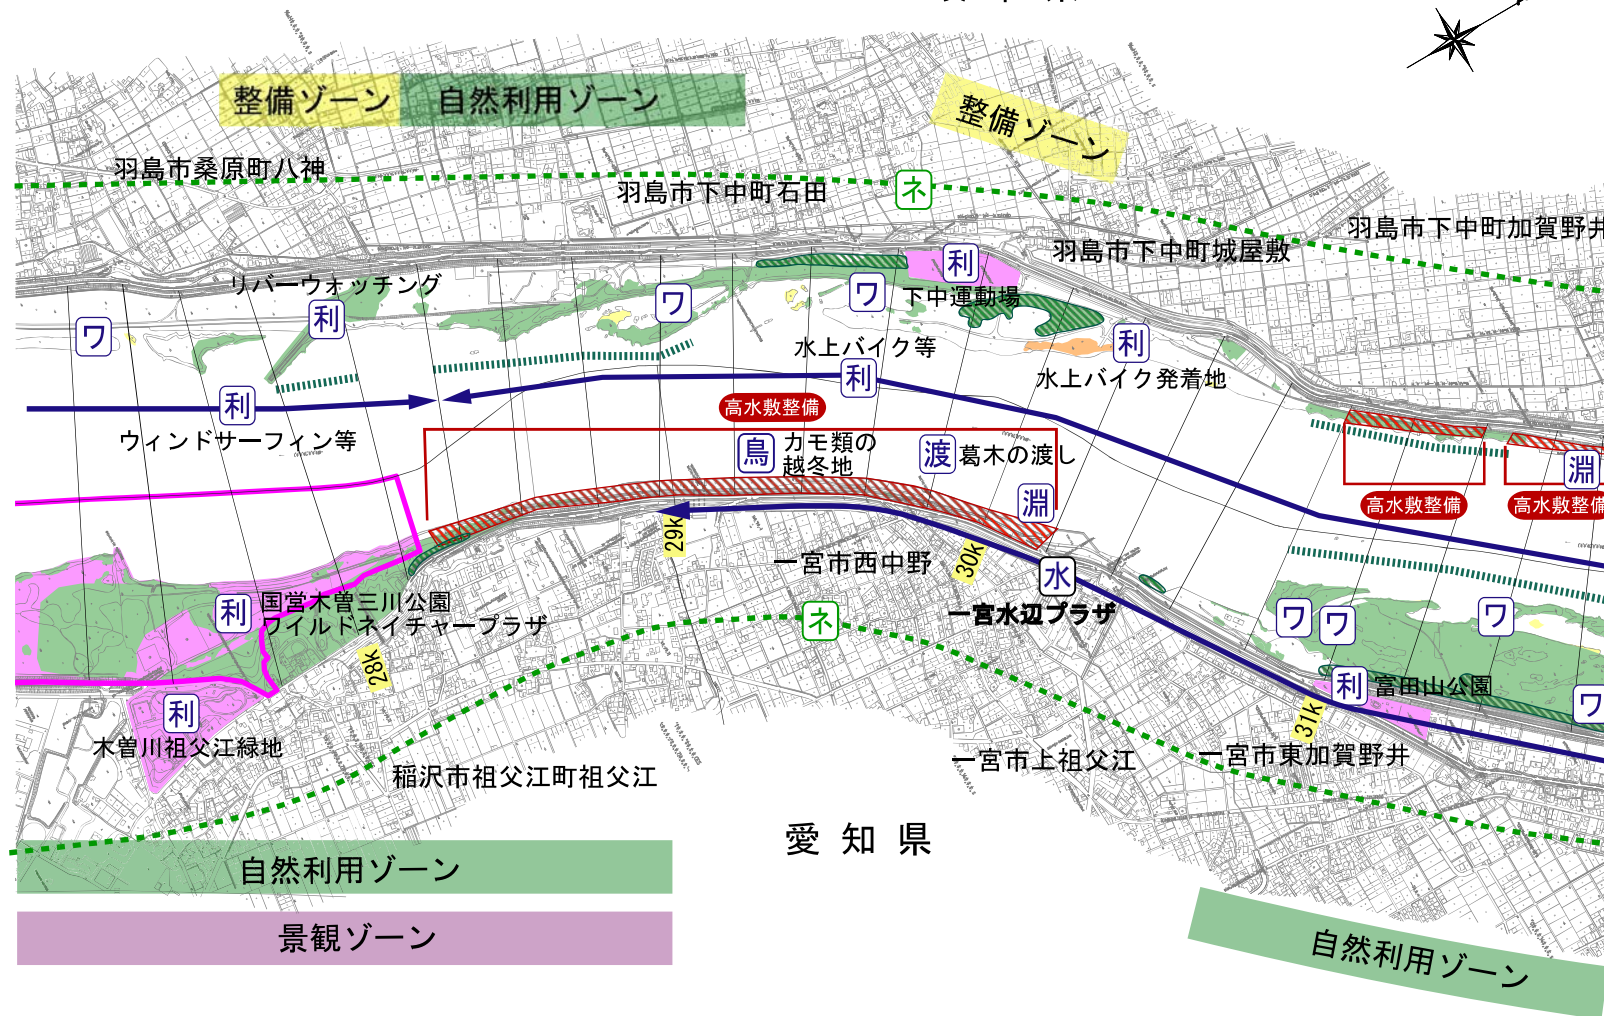 整備ゾーン
自然利用ゾーン
整備ゾーン
羽島市桑原町八神
羽島市下中町石田
ネ
羽島市下中町城屋敷
羽島市下中町加賀野井
リバーウォッチング
利
ワ
ワ
ワ
利
下中運動場
水上バイク等
利
利
水上バイク発着地
利
ウィンドサーフィン等
高水敷整備
鳥
カモ類の
越冬地
渡
葛木の渡し
淵
淵
高水敷整備
高水敷整備
29k
30k
一宮市西中野
水
一宮水辺プラザ
ネ
利
国営木曽三川公園
ワイルドネイチャープラザ
28k
利
木曽川祖父江緑地
稲沢市祖父江町祖父江
ワ
ワ
ワ
ワ
利
富田山公園
31k
一宮市上祖父江
一宮市東加賀野井
愛知県
自然利用ゾーン
景観ゾーン
自然利用ゾーン